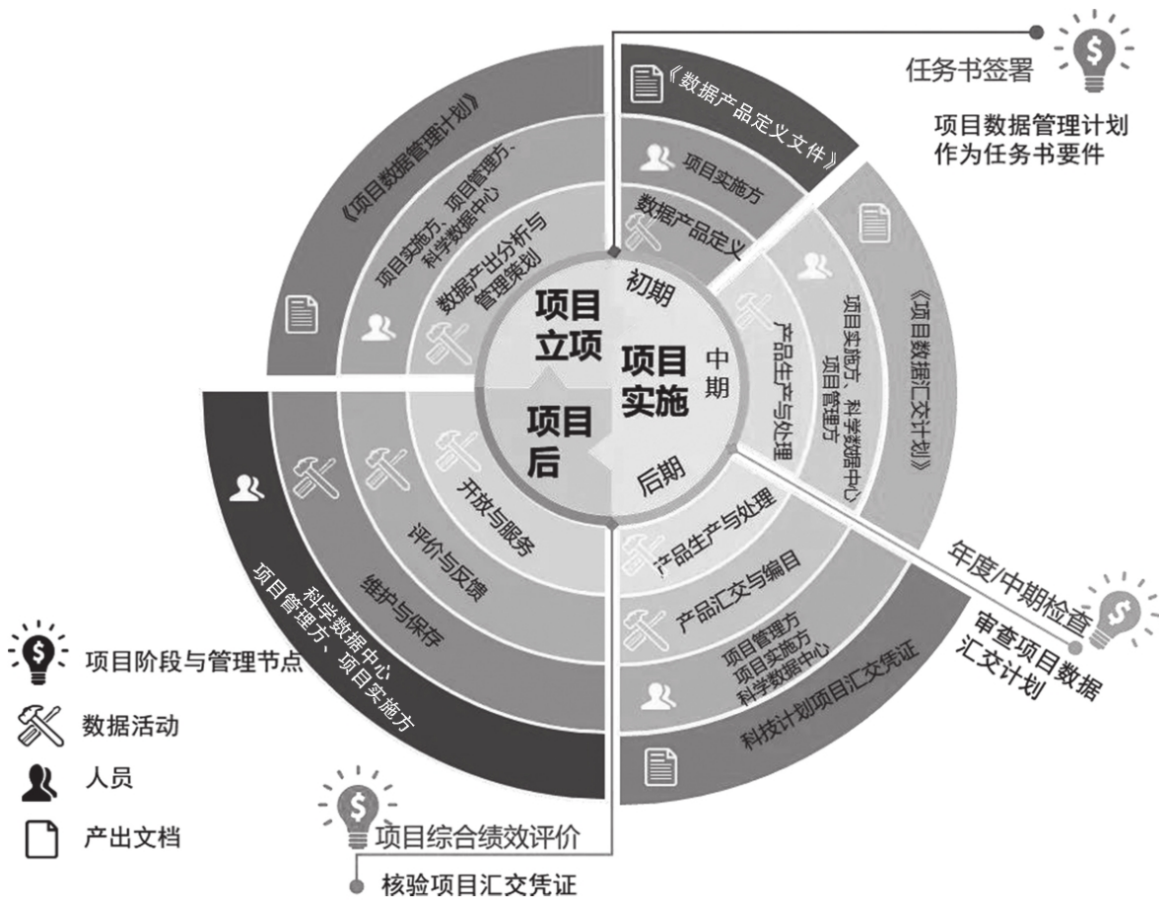 任务书签署
项目数据管理计划
作为任务书要件
《项目数据管理计划》
项目实施方、项目管理方、
科学数据中心
数据产出分析与
管理策划
《数据产品定义文件》
项目实施方
数据产品定义
《项目数据汇交计划》
项目实施方、科学数据中心
项目管理方
产品生产与处理
项目
立项
项目
实施
项目
后
初期
中
期
后期
产品生产与处理
产品汇交与编目
项目管理方
项目实施方
科学数据中心
科技计划项目汇交凭证
开放与服务
评价与反馈
维护与保存
科学数据中心
项目管理方、项目实施方
年度/中期检查
审查项目数据
汇交计划
项目阶段与管理节点
数据活动
人员
产出文档
项目综合绩效评价
核验项目汇交凭证